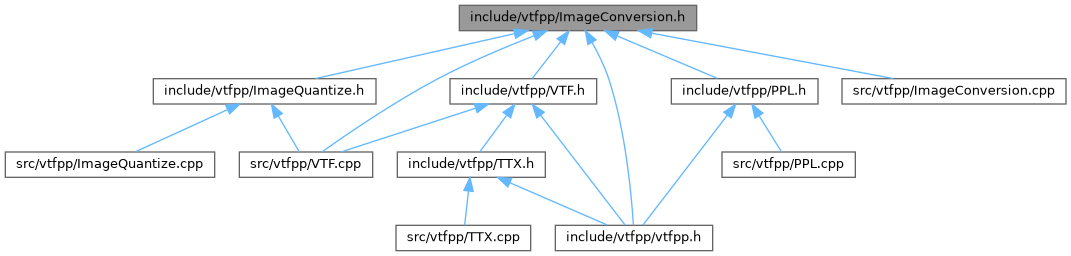 include/vtfpp/ImageConversion.h
include/vtfpp/ImageQuantize.h
include/vtfpp/VTF.h
include/vtfpp/PPL.h
src/vtfpp/ImageConversion.cpp
src/vtfpp/ImageQuantize.cpp
src/vtfpp/VTF.cpp
include/vtfpp/TTX.h
src/vtfpp/PPL.cpp
src/vtfpp/TTX.cpp
include/vtfpp/vtfpp.h